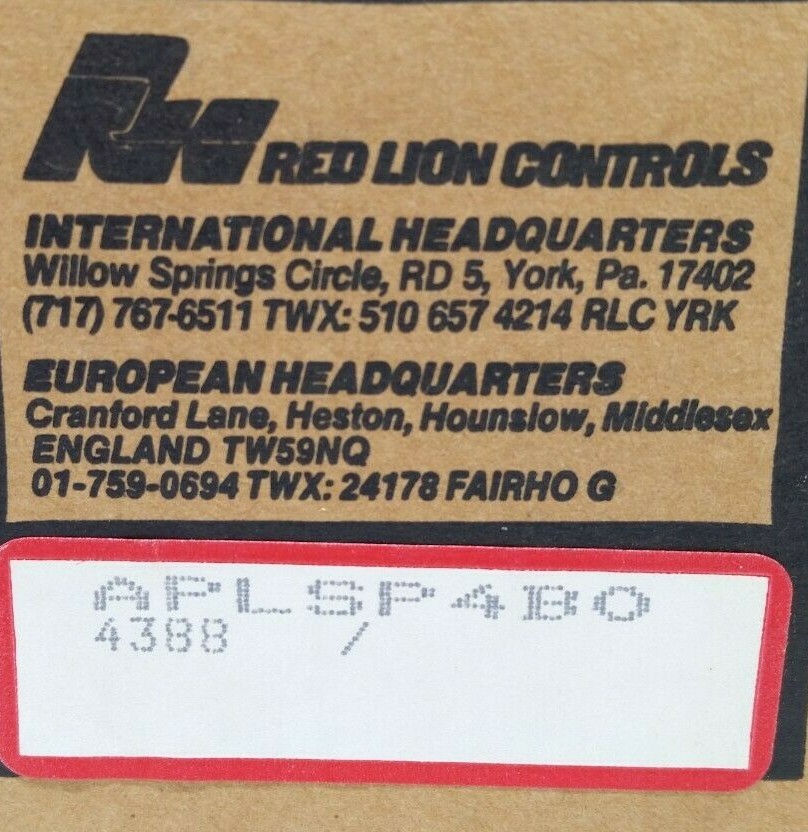 RED LION CONTROLS
INTERNATIONAL HEADQUARTERS
Willow Springs Circle, RD 5, York, Pa. 17402
(717) 767-6511 TWX: 510 657 4214 RLC YRK
EUROPEAN HEADQUARTERS
Cranford Lane, Heston, Hounslow, Middlesex
ENGLAND TW59NQ
01-759-0694 TWX: 24178 FAIRHO G
APLSP4B0
4388 /